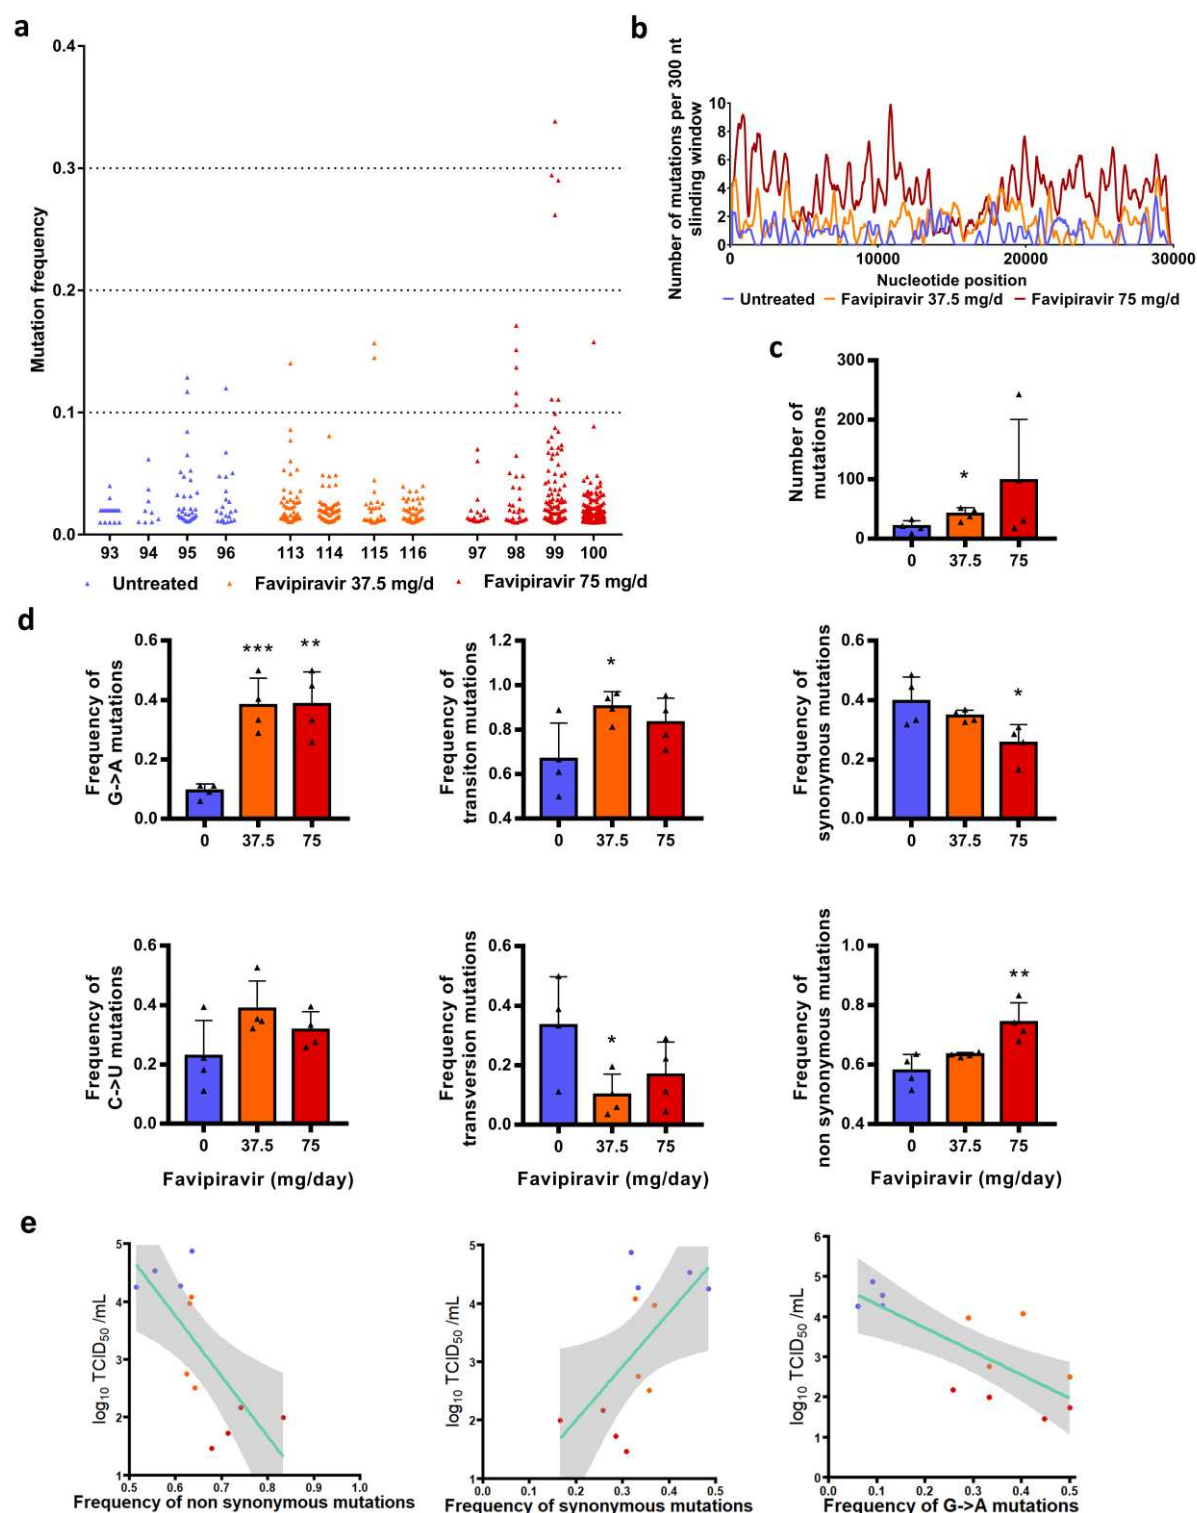 a
Mutation frequency
0.4
0.3
0.2
0.1
0.0
93 94 95 96 113 114 115 116 97 98 99 100
Untreated Favipiravir 37.5 mg/d Favipiravir 75 mg/d
b
Number of mutations per 300 nt
slinding window
10
8
6
4
2
0
0 10000 20000 30000
Nucleotide position
Untreated Favipiravir 37.5 mg/d Favipiravir 75 mg/d
c
Number of
mutations
300
200
100
0
*
0 37.5 75
d
Frequency of
G->A mutations
0.6
0.4
0.2
0.0
*** **
0 37.5 75
Frequency of
transiton mutations
1.2
1.0
0.8
0.6
0.4
*
0 37.5 75
Frequency of
synonymous mutations
0.6
0.4
0.2
0.0
*
0 37.5 75
Frequency of
C->U mutations
0.6
0.4
0.2
0.0
0 37.5 75
Favipiravir (mg/day)
Frequency of
transversion mutations
0.6
0.4
0.2
0.0
*
0 37.5 75
Favipiravir (mg/day)
Frequency of
non synonymous mutations
1.0
0.8
0.6
0.4
**
0 37.5 75
Favipiravir (mg/day)
e
log10 TCID50 /mL
5
4
3
2
1
0.5 0.6 0.7 0.8 0.9 1.0
Frequency of non synonymous mutations
log10 TCID50 /mL
5
4
3
2
1
0.0 0.1 0.2 0.3 0.4 0.5
Frequency of synonymous mutations
log10 TCID50 /mL
6
5
4
3
2
1
0
0.0 0.1 0.2 0.3 0.4 0.5
Frequency of G->A mutations